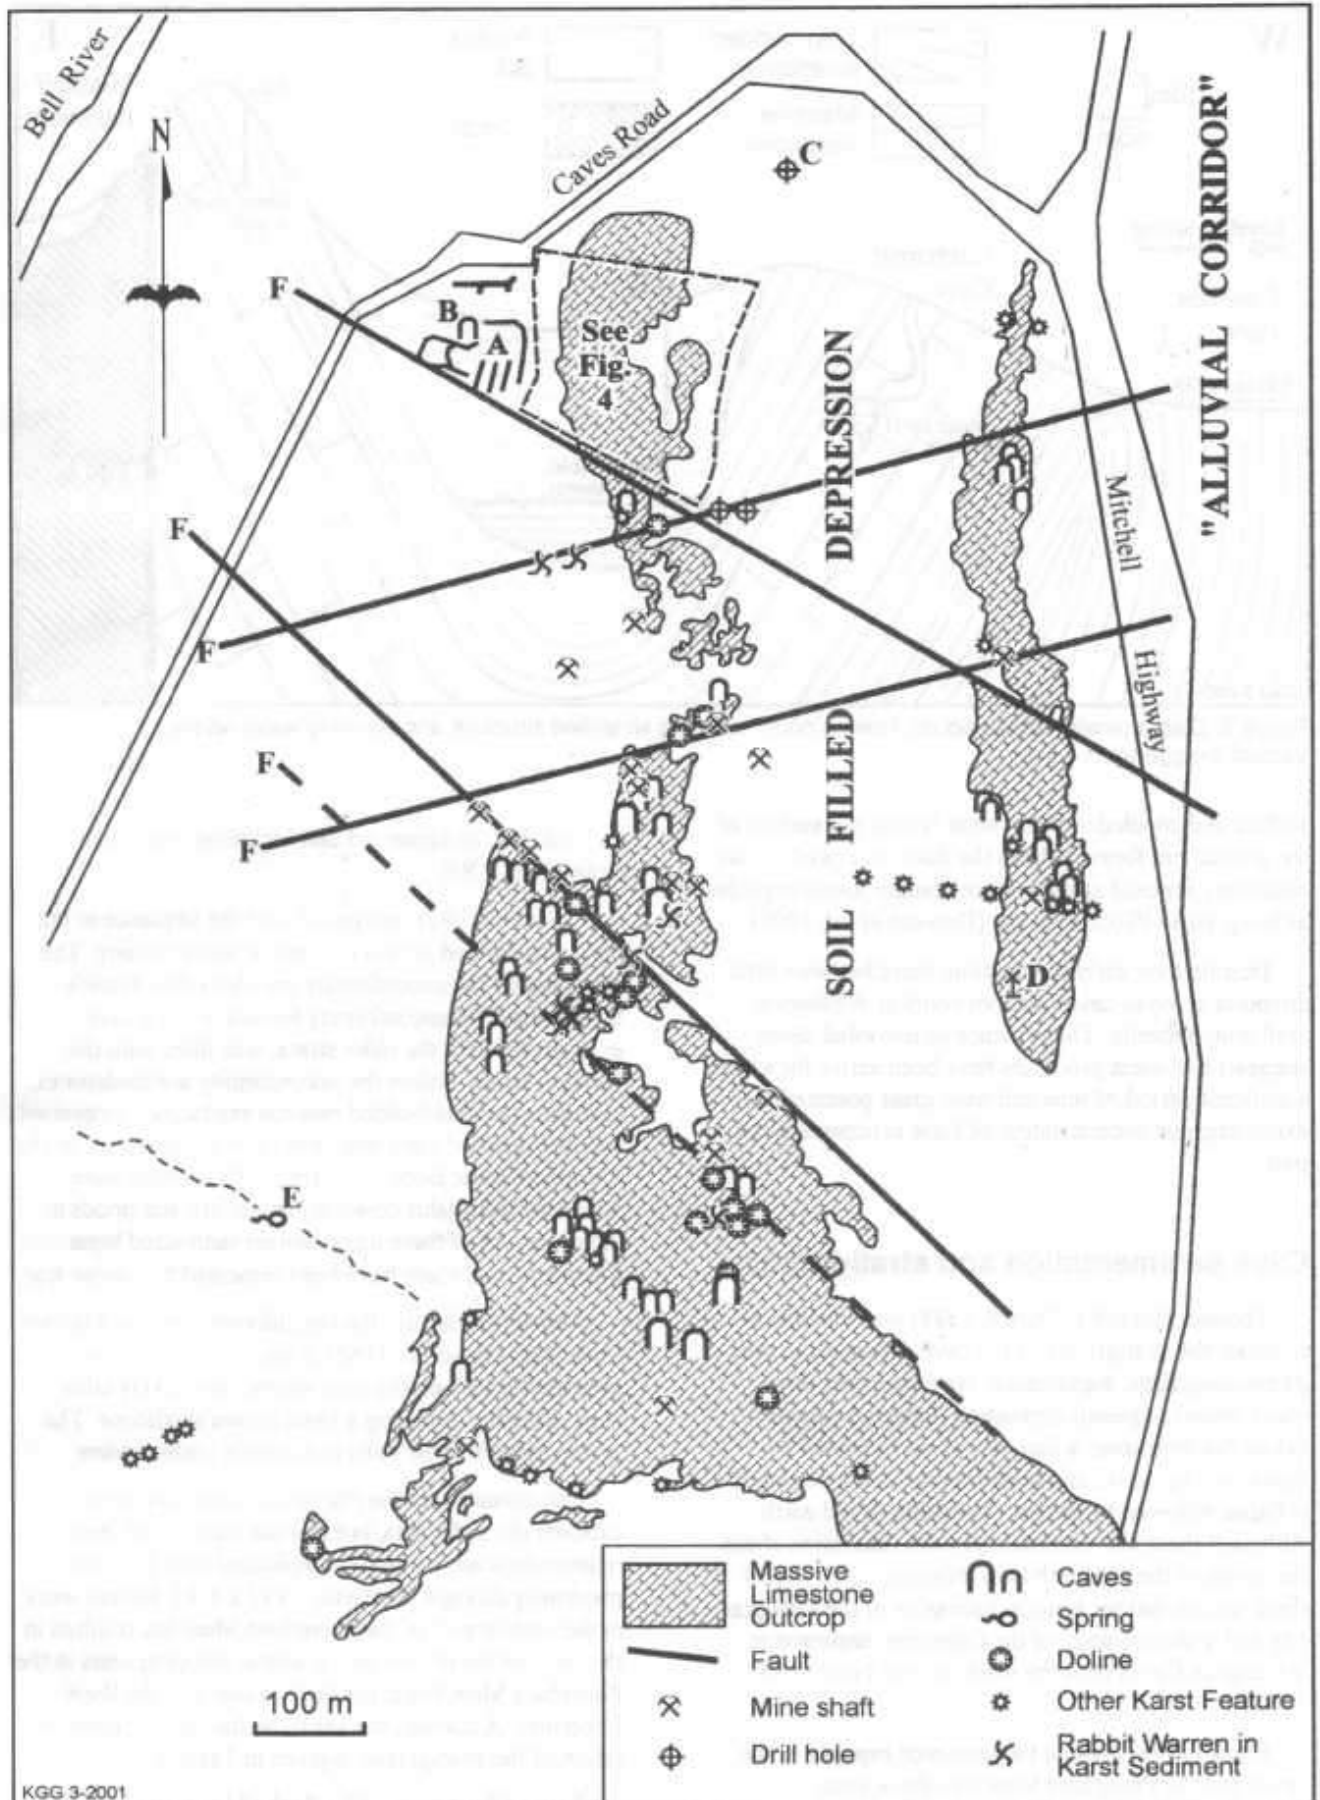 Bell River
N
Caves Road
C
"ALLUVIAL CORRIDOR"
F
B
A
See
Fig.
4
SOIL FILLED DEPRESSION
Mitchell
Highway
F
F
F
F
D
E
2
Massive
Limestone
Outcrop
Fault
Mine shaft
Drill hole
Caves
Spring
Doline
Other Karst Feature
Rabbit Warren in
Karst Sediment
100 m
KGG 3-2001